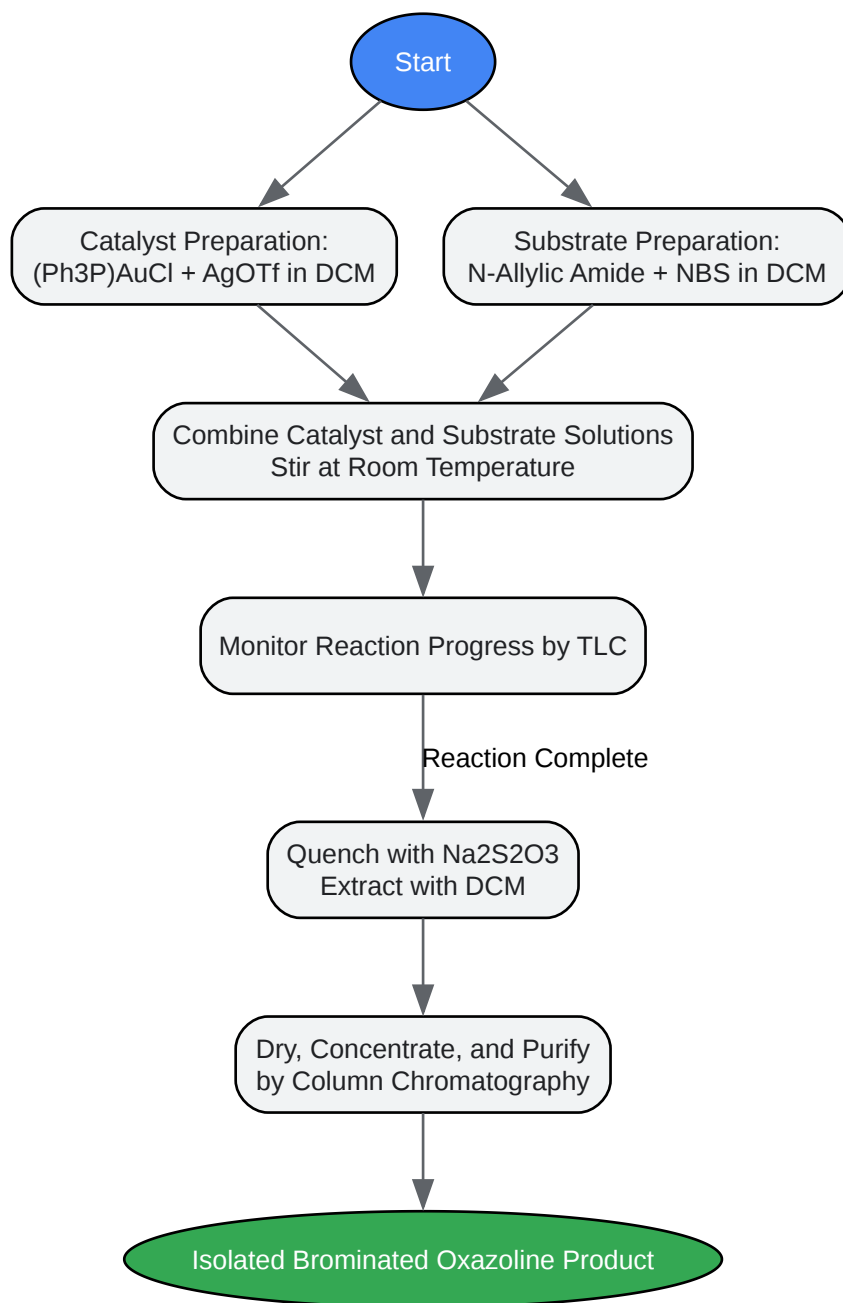 Start
Catalyst Preparation:
(Ph3P)AuCl + AgOTf in DCM
Substrate Preparation:
N-Allylic Amide + NBS in DCM
Combine Catalyst and Substrate Solutions
Stir at Room Temperature
Monitor Reaction Progress by TLC
Reaction Complete
Quench with Na2S2O3
Extract with DCM
Dry, Concentrate, and Purify
by Column Chromatography
Isolated Brominated Oxazoline Product